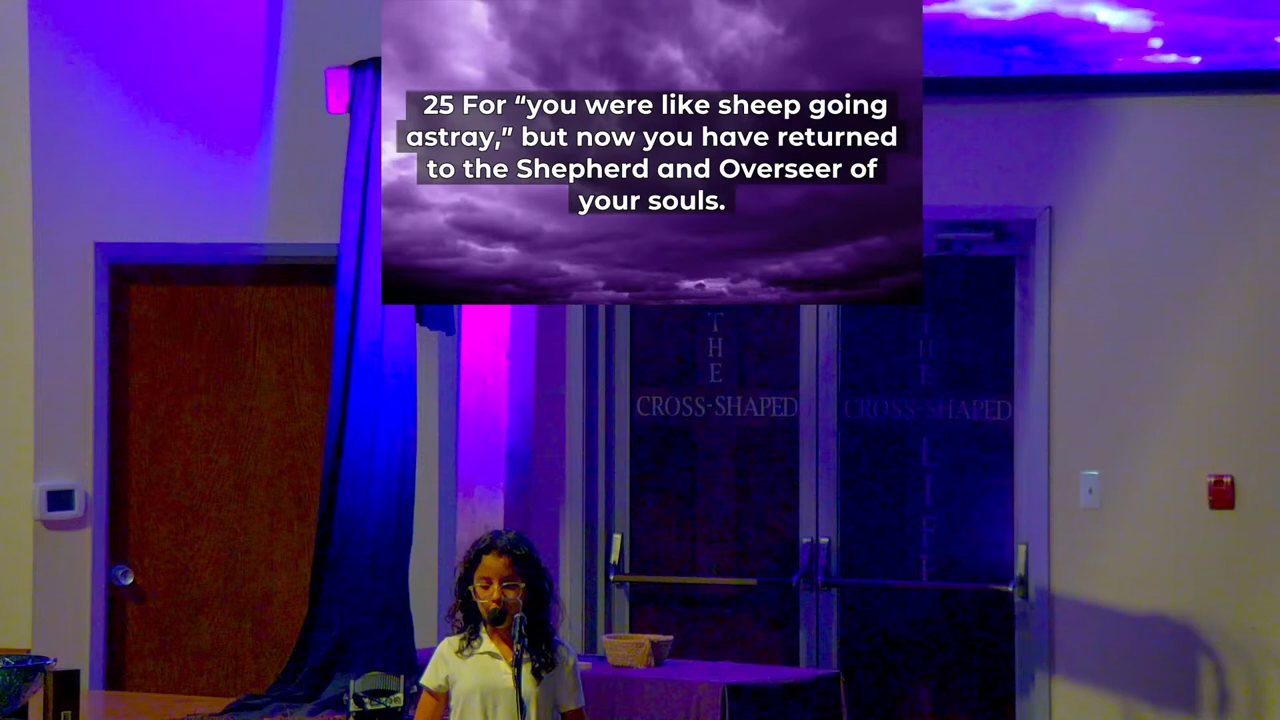 25 For “you were like sheep going
astray,” but now you have returned
to the Shepherd and Overseer of
your souls.
T
H
E
CROSS-SHAPED
CROSS-SHAPED
L
I
F
E